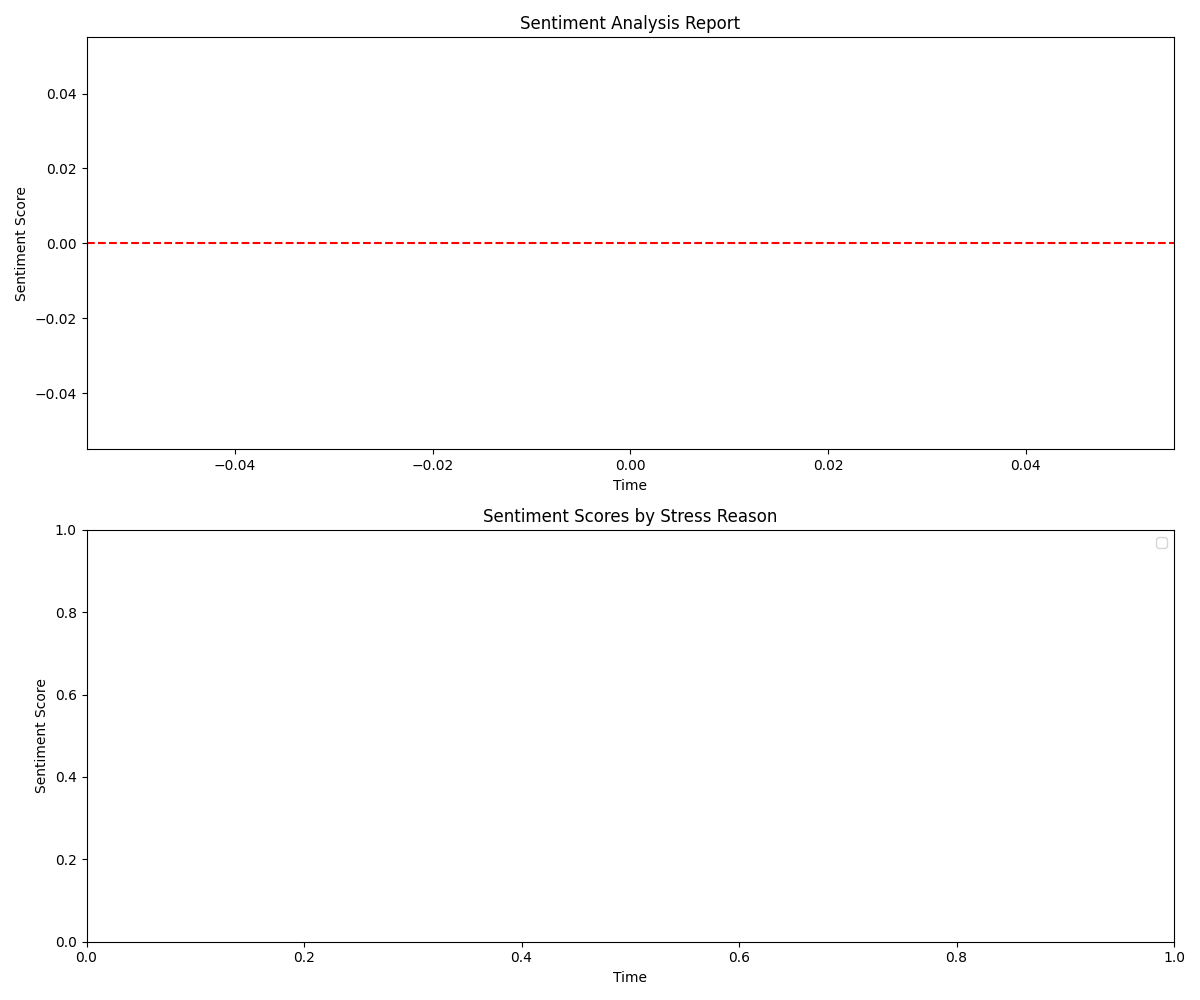 Sentiment Analysis Report
0.04
0.02
0.00
−0.02
−0.04
Sentiment Score
−0.04 −0.02 0.00 0.02 0.04
Time
Sentiment Scores by Stress Reason
1.0
0.8
0.6
0.4
0.2
0.0
Sentiment Score
0.0 0.2 0.4 0.6 0.8 1.0
Time